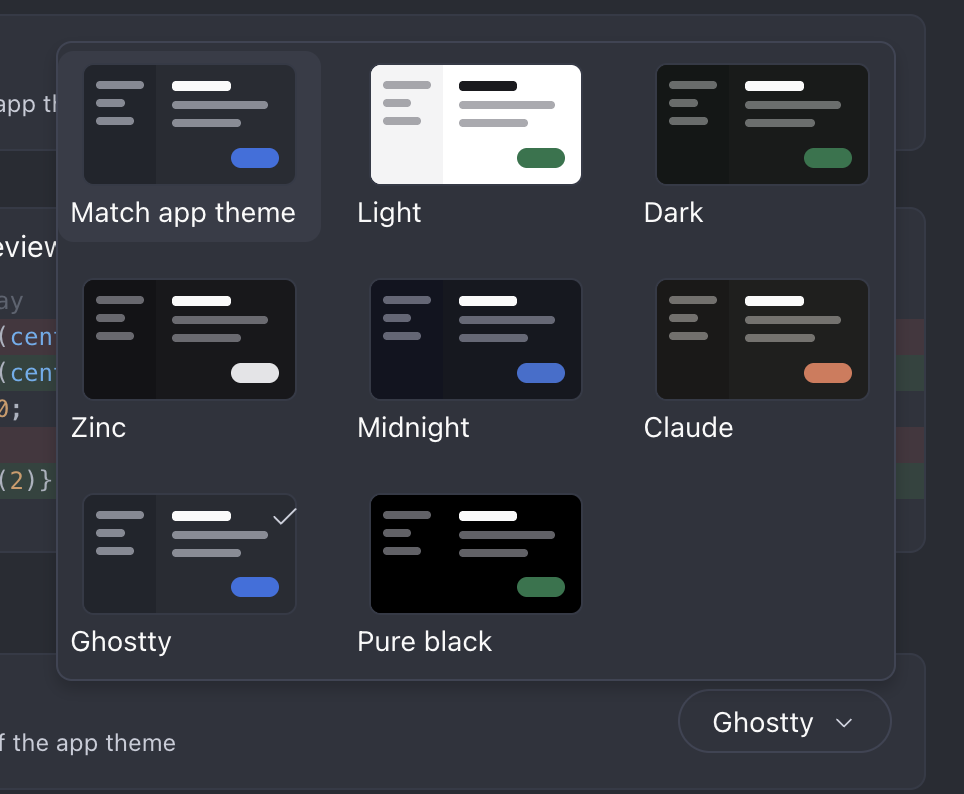 app th
Match app theme
Light
Dark
eview
ay
(cent
(cent
0;
(2)}
Zinc
Midnight
Claude
Ghostty
Pure black
Ghostty
f the app theme